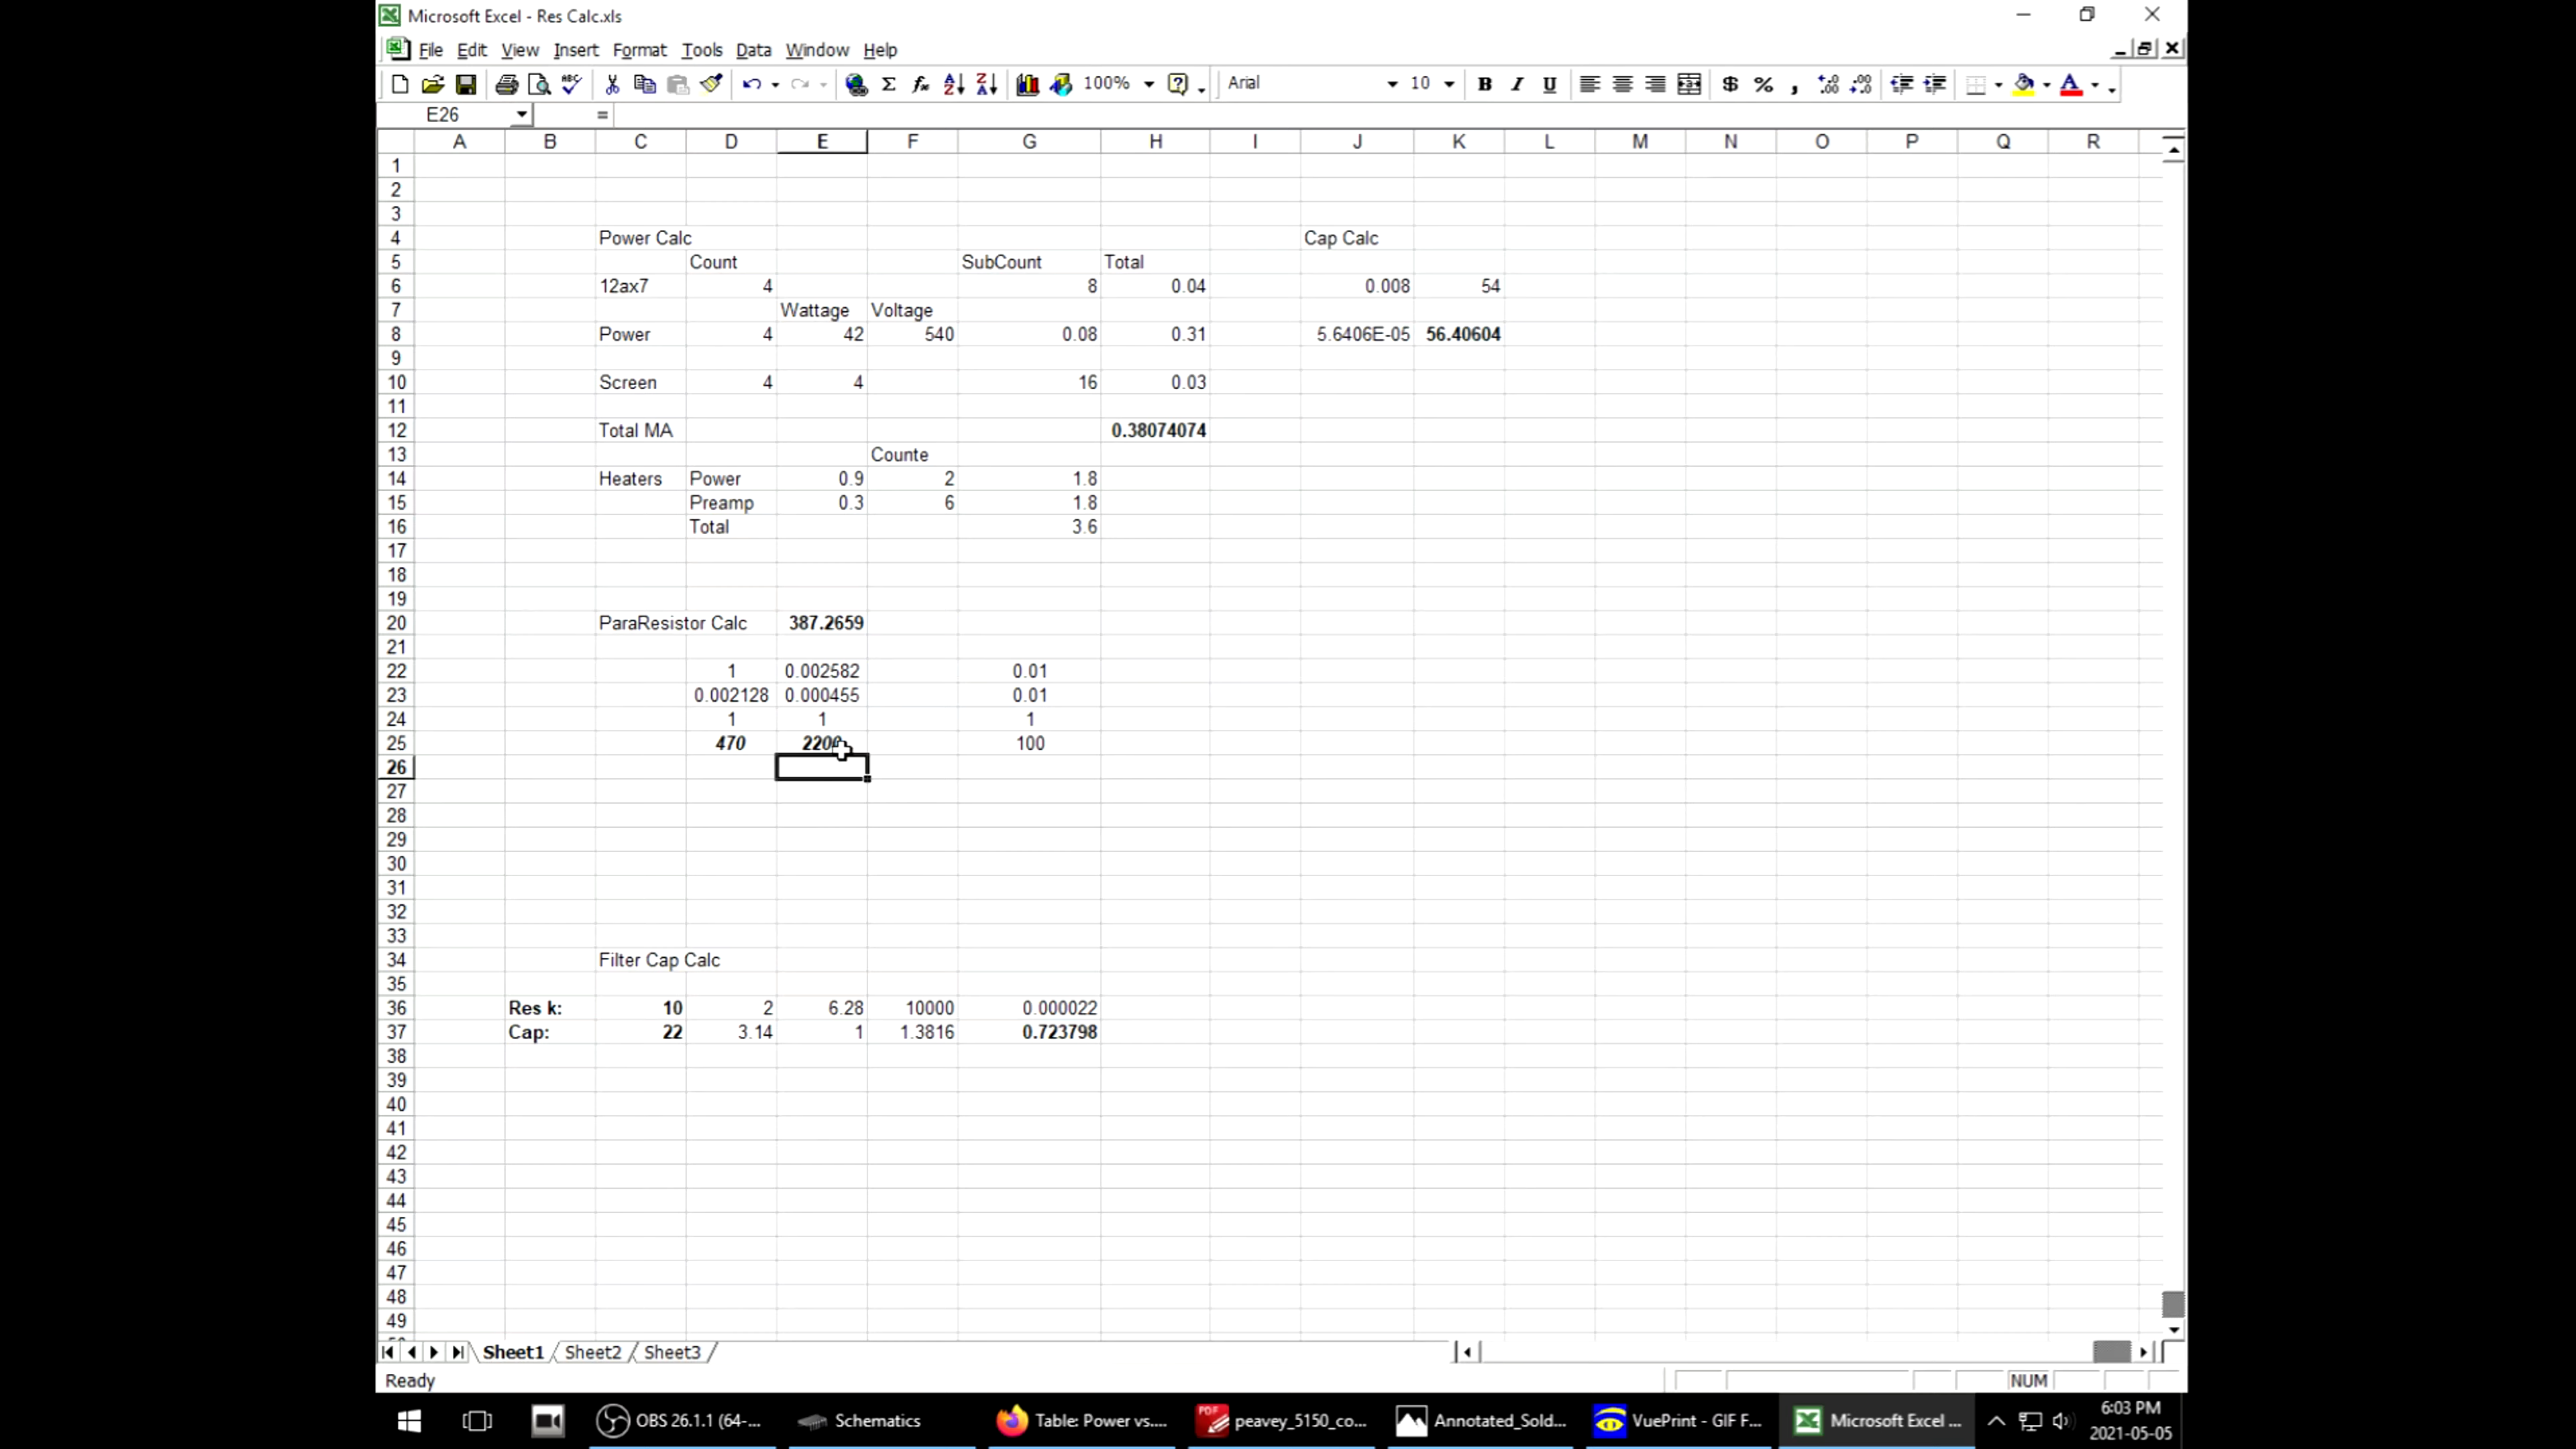 Microsoft Excel - Res Calc.xls
File Edit View Insert Format Tools Data Window Help
100% Arial 10 B I U $ % ,
E26 =
A B C D E F G H I J K L M N O P Q R
1
2
3
4 Power Calc Cap Calc
5 Count SubCount Total
6 12ax7 4 8 0.04 0.008 54
7 Wattage Voltage
8 Power 4 42 540 0.08 0.31 5.6406E-05 56.40604
9
10 Screen 4 4 16 0.03
11
12 Total MA 0.38074074
13 Counte
14 Heaters Power 0.9 2 1.8
15 Preamp 0.3 6 1.8
16 Total 3.6
17
18
19
20 ParaResistor Calc 387.2659
21
22 1 0.002582 0.01
23 0.002128 0.000455 0.01
24 1 1 1
25 470 2200 100
26
27
28
29
30
31
32
33
34 Filter Cap Calc
35
36 Res k: 10 2 6.28 10000 0.000022
37 Cap: 22 3.14 1 1.3816 0.723798
38
39
40
41
42
43
44
45
46
47
48
49
Sheet1 Sheet2 Sheet3
Ready NUM
OBS 26.1.1 (64-... Schematics Table: Power vs.... peavey_5150_co... Annotated_Sold... VuePrint - GIF F... Microsoft Excel ... 6:03 PM
2021-05-05